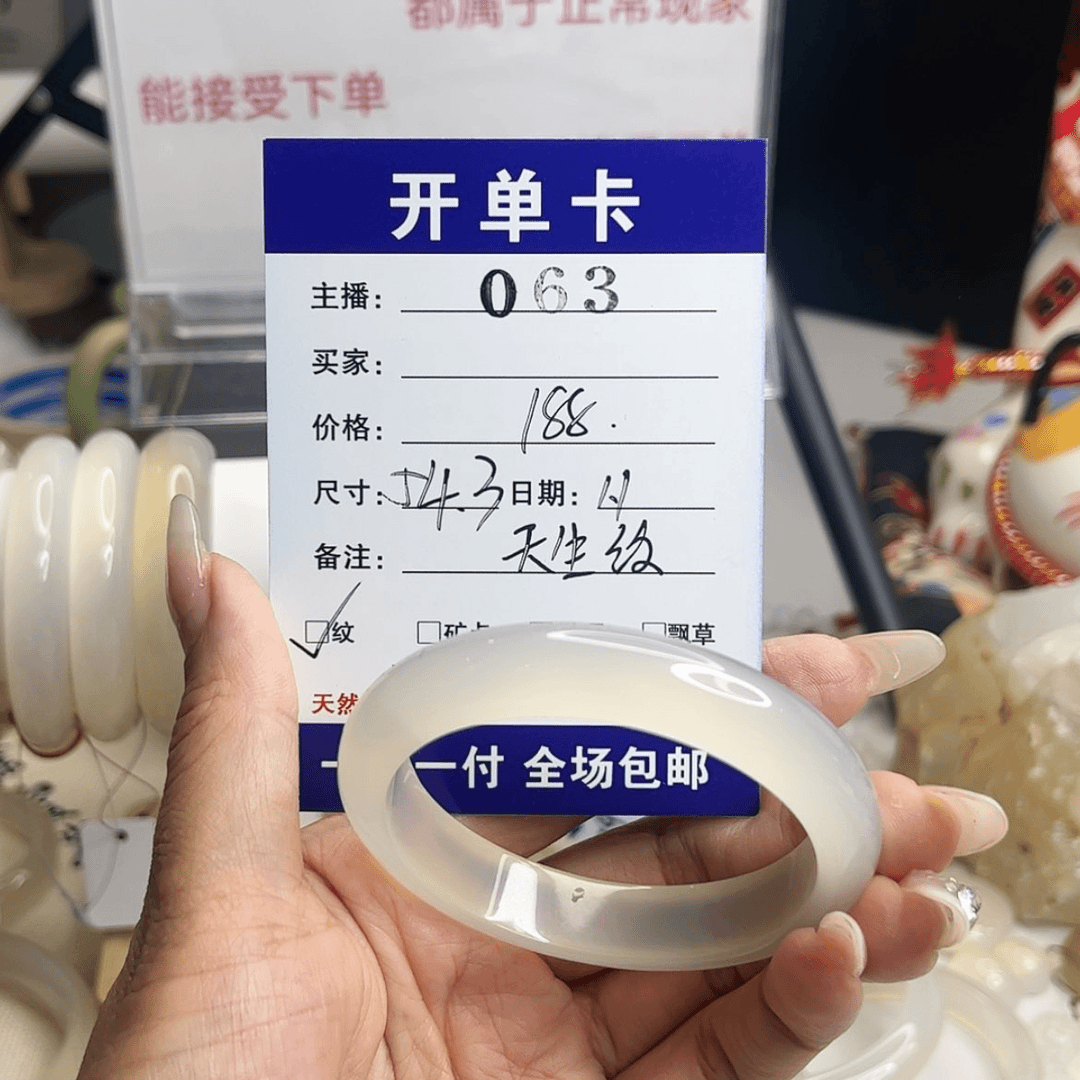 都属于正常现象
能接受下单
开单卡
主播: 063
买家:
价格: 188.
尺寸: 54.3 日期:
备注: 天生纹
纹 飘草
天然
一付 全场包邮